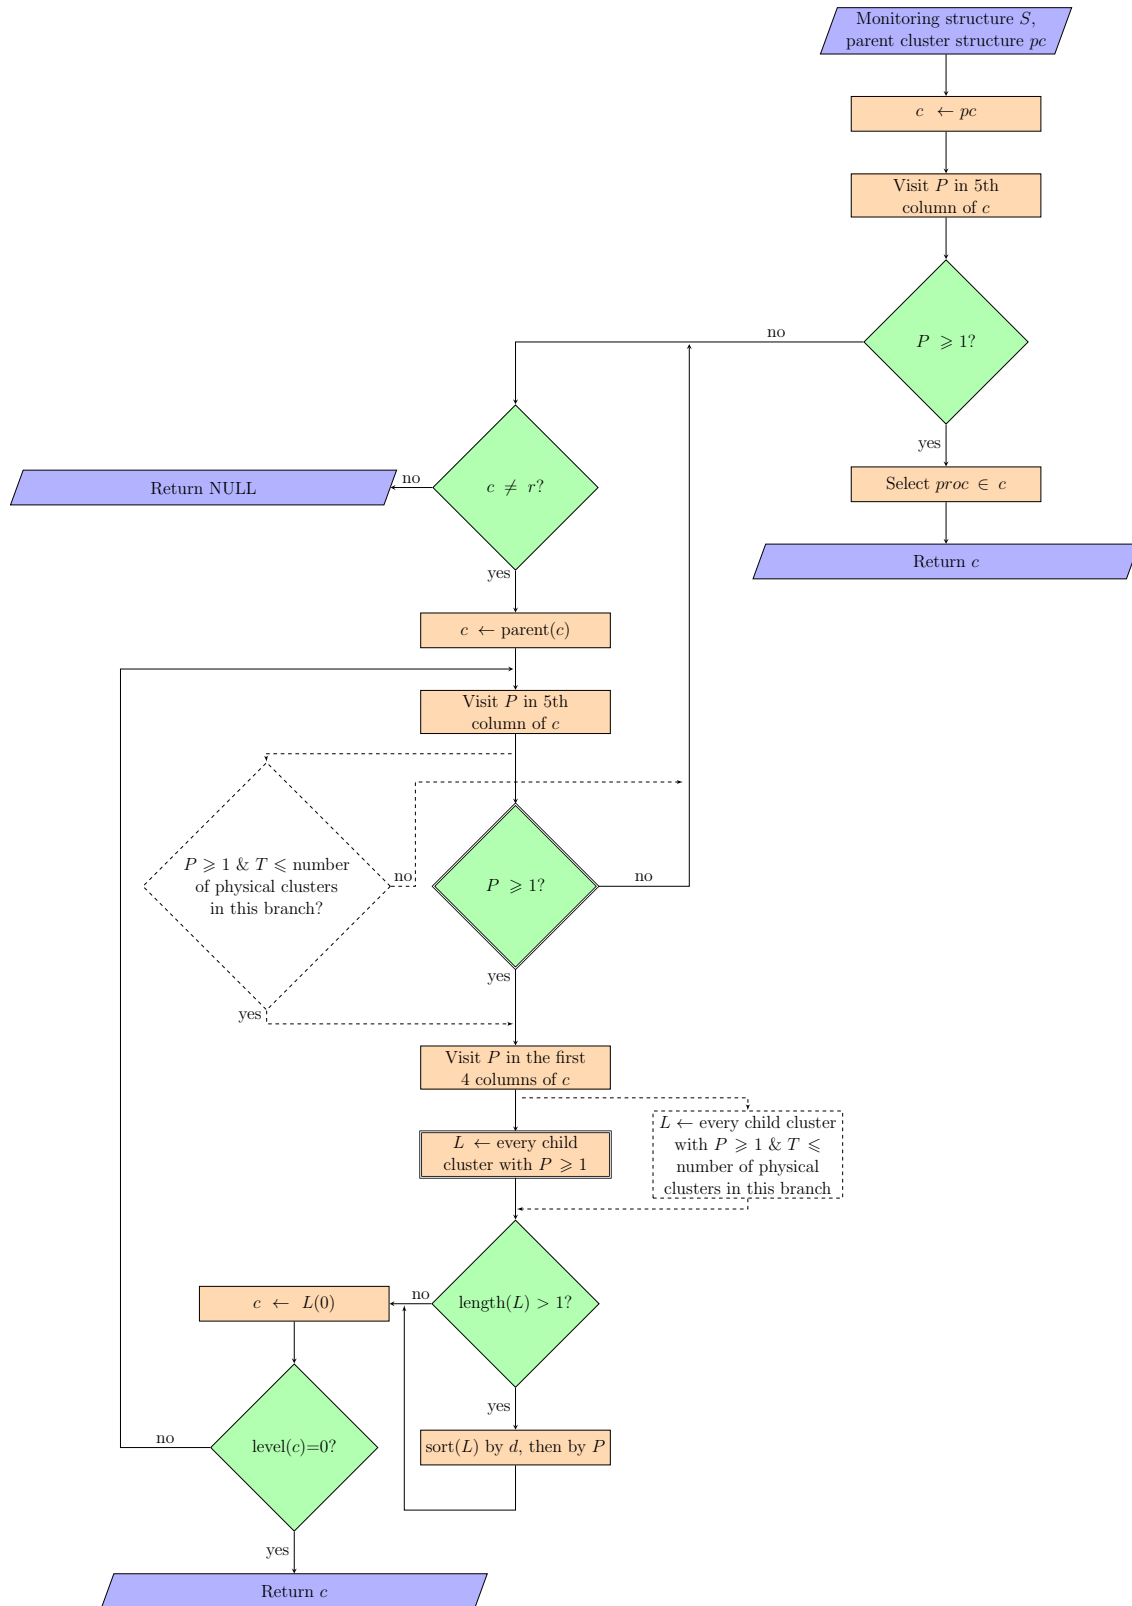 Monitoring structure S,
parent cluster structure pc
c ← pc
Visit P in 5th
column of c
P ⩾ 1?
no
yes
Select proc ∈ c
Return c
c ≠ r?
no
Return NULL
yes
c ← parent(c)
Visit P in 5th
column of c
P ⩾ 1 & T ⩽ number
of physical clusters
in this branch?
no
yes
P ⩾ 1?
no
yes
Visit P in the first
4 columns of c
L ← every child
cluster with P ⩾ 1
L ← every child cluster
with P ⩾ 1 & T ⩽
number of physical
clusters in this branch
length(L) > 1?
no
c ← L(0)
yes
sort(L) by d, then by P
level(c)=0?
no
yes
Return c